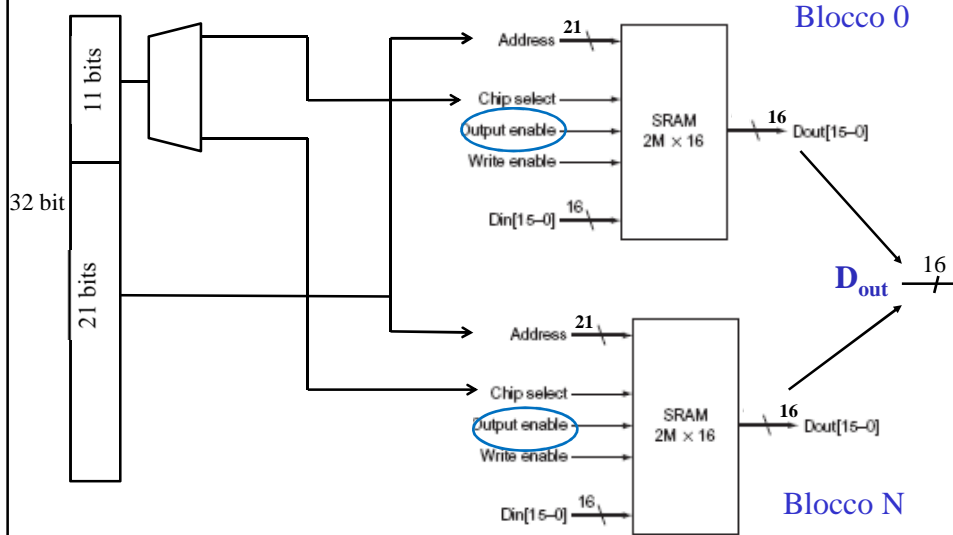 Blocco 0
11 bits
32 bit
21 bits
Address 21
Chip select
Output enable
Write enable
Din[15–0] 16
SRAM
2M × 16
16 Dout[15–0]
Dout 16
Address 21
Chip select
Output enable
Write enable
Din[15–0] 16
SRAM
2M × 16
16 Dout[15–0]
Blocco N